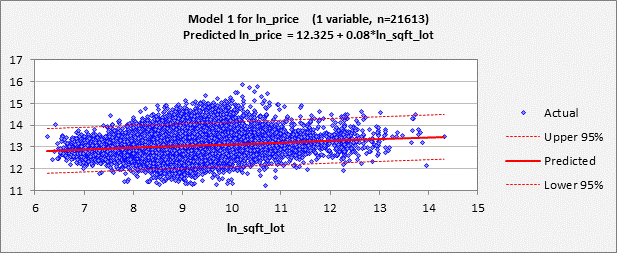 Model 1 for ln_price (1 variable, n=21613)
Predicted ln_price = 12.325 + 0.08*ln_sqft_lot
17
16
15
14
13
12
11
6 7 8 9 10 11 12 13 14 15
ln_sqft_lot
Actual
Upper 95%
Predicted
Lower 95%